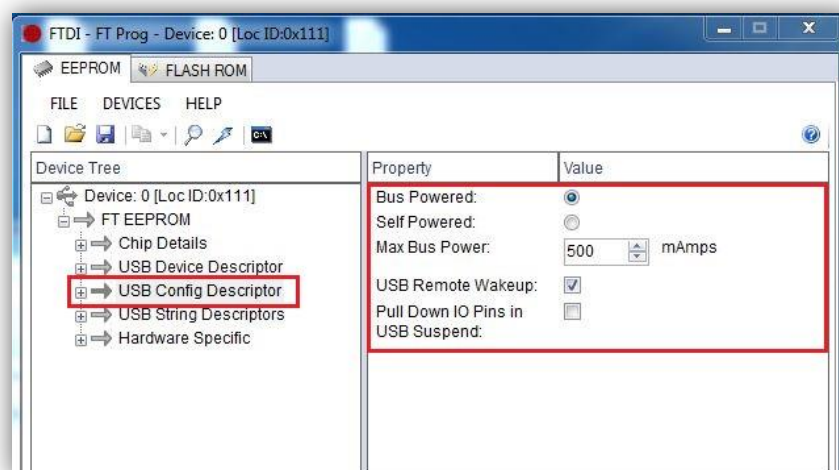 FTDI - FT Prog - Device: 0 [Loc ID:0x111]
EEPROM FLASH ROM
FILE DEVICES HELP
C:\
Device Tree
Property Value
Device: 0 [Loc ID:0x111]
FT EEPROM
Chip Details
USB Device Descriptor
USB Config Descriptor
USB String Descriptors
Hardware Specific
Bus Powered:
Self Powered:
Max Bus Power: 500 mAmps
USB Remote Wakeup:
Pull Down IO Pins in
USB Suspend: